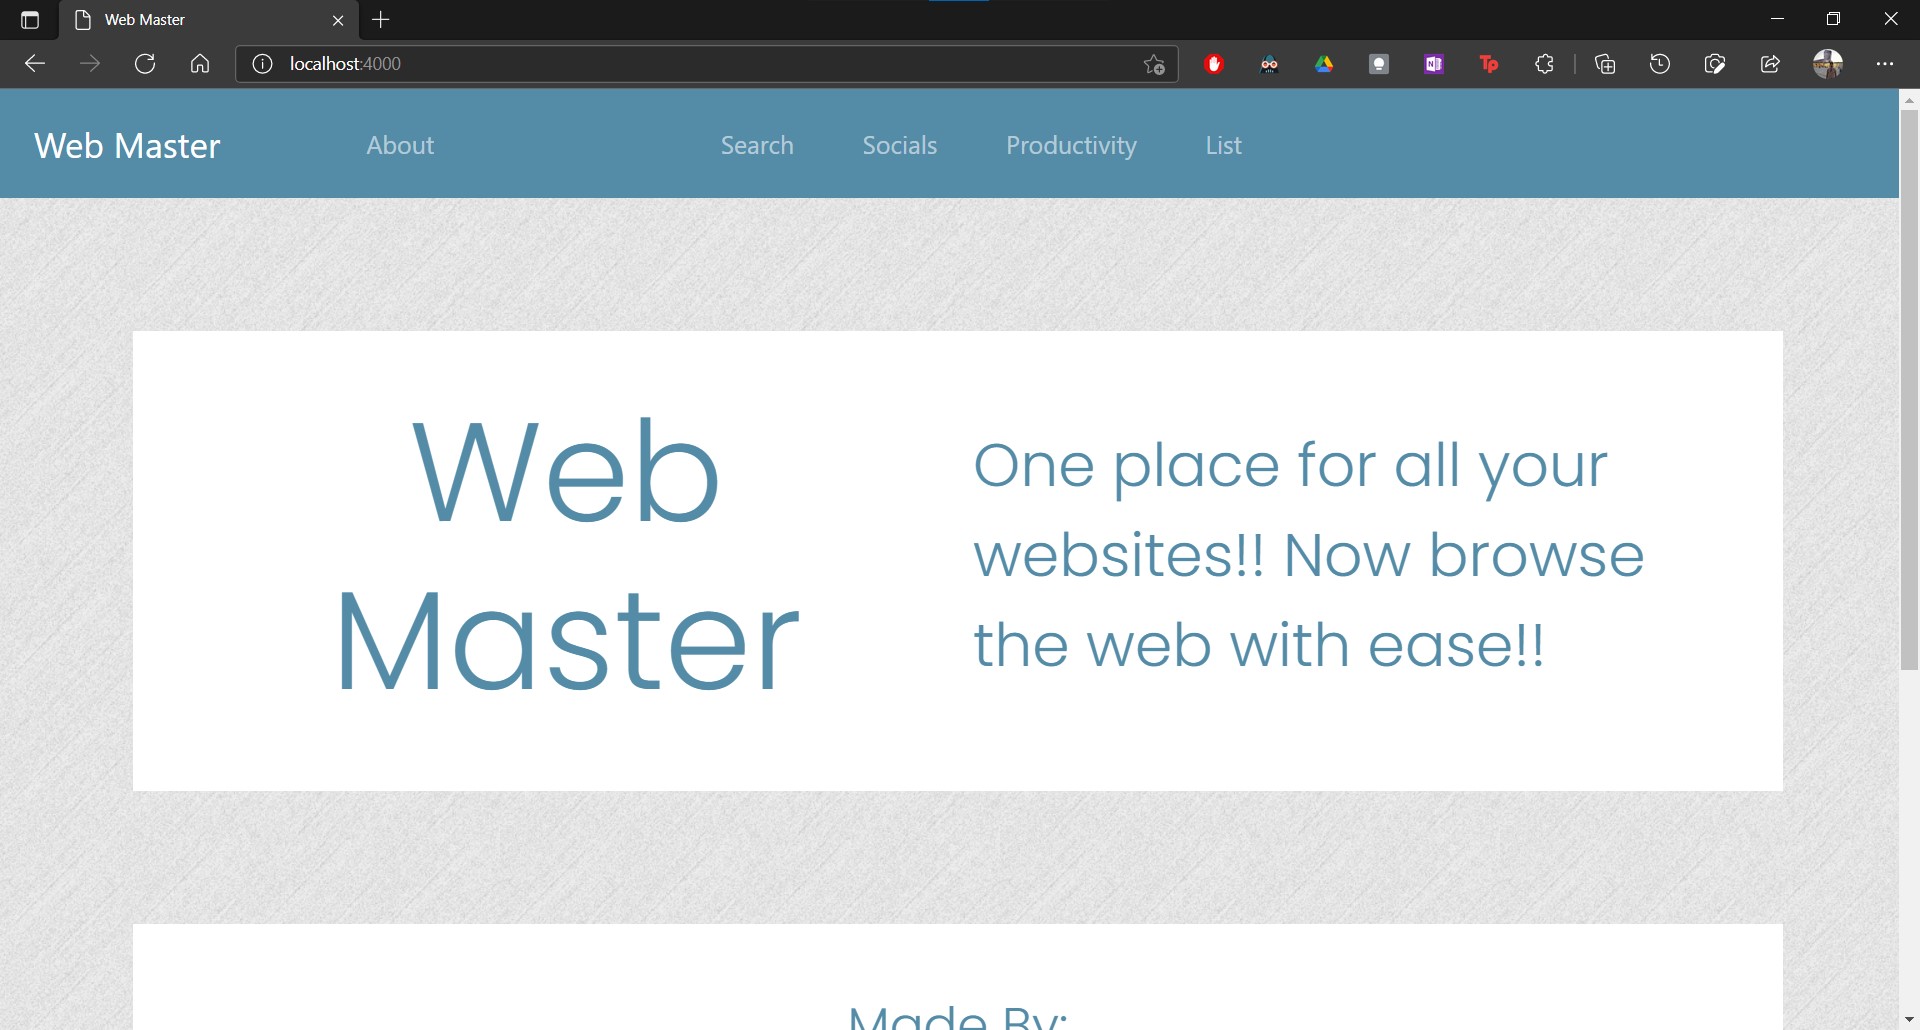 Web Master
localhost:4000
Web Master About Search Socials Productivity List
Web
Master
One place for all your
websites!! Now browse
the web with ease!!
Made By: